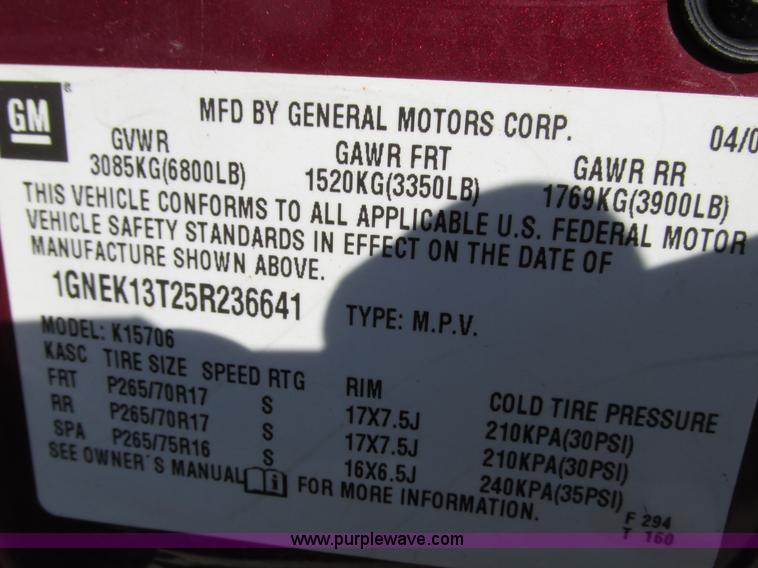 GM
MFD BY GENERAL MOTORS CORP.
GVWR GAWR FRT GAWR RR
3085KG(6800LB) 1520KG(3350LB) 1769KG(3900LB)
THIS VEHICLE CONFORMS TO ALL APPLICABLE U.S. FEDERAL MOTOR
VEHICLE SAFETY STANDARDS IN EFFECT ON THE DATE OF
MANUFACTURE SHOWN ABOVE.
1GNEK13T25R236641 TYPE: M.P.V.
MODEL: K15706
KASC TIRE SIZE SPEED RTG RIM COLD TIRE PRESSURE
FRT P265/70R17 S 17X7.5J 210KPA(30PSI)
RR P265/70R17 S 17X7.5J 210KPA(30PSI)
SPA P265/75R16 S 16X6.5J 240KPA(35PSI)
SEE OWNER'S MANUAL i FOR MORE INFORMATION.
F 294
T 160
www.purplewave.com